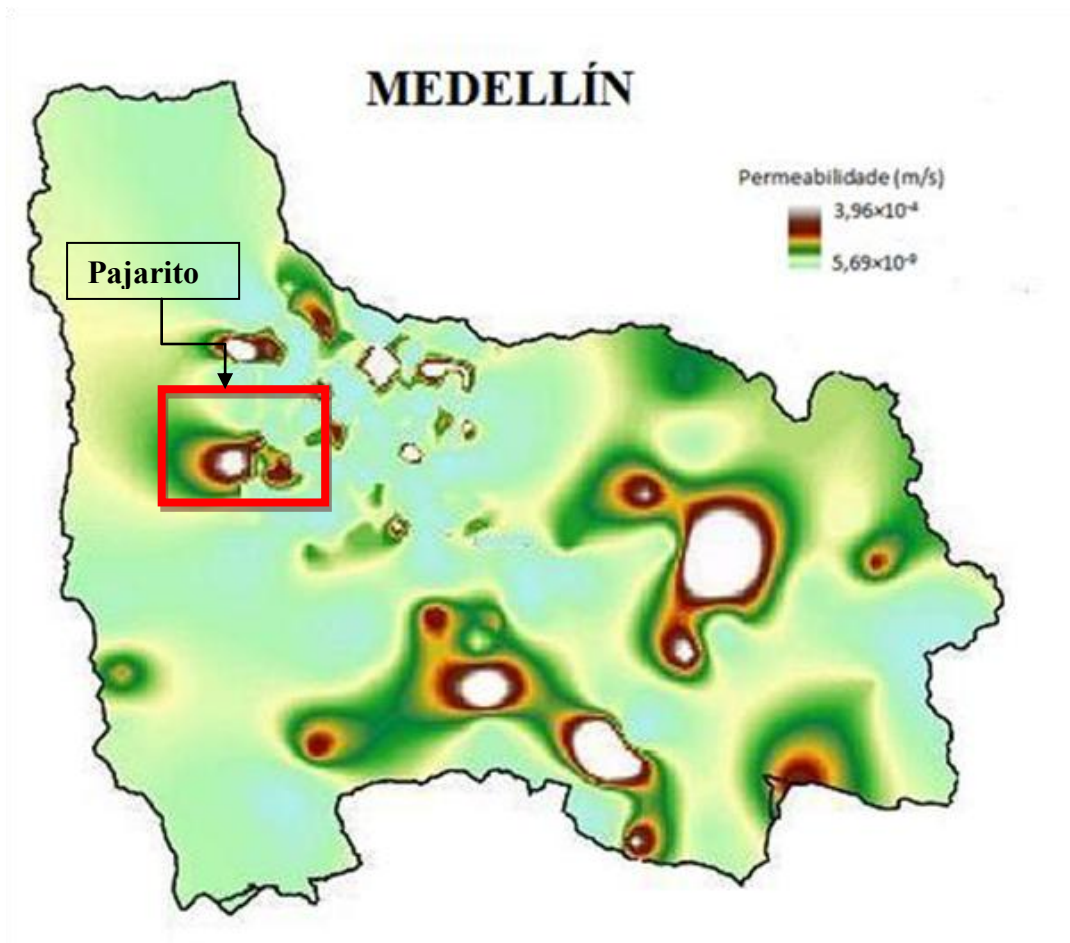 MEDELLÍN
Permeabilidade (m/s)
3,96×10⁻⁴
5,69×10⁻⁹
Pajarito